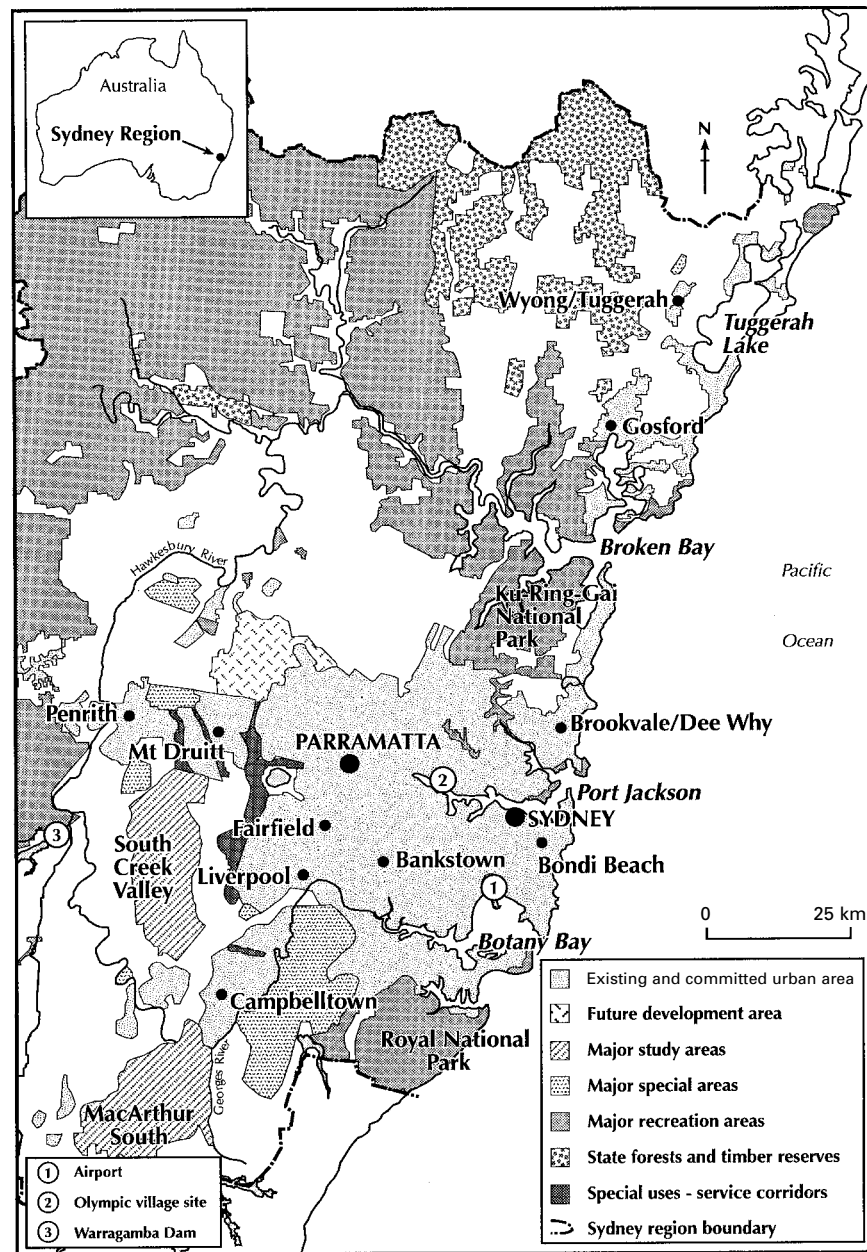 Australia
Sydney Region
N
Wyong/Tuggerah
Tuggerah
Lake
Gosford
Broken Bay
Hawkesbury River
Pacific
Ocean
Ku-Ring-Gai
National
Park
Penrith
Mt Druitt
PARRAMATTA
Brookvale/Dee Why
2
Port Jackson
SYDNEY
3
South
Creek
Valley
Fairfield
Liverpool
Bankstown
Bondi Beach
1
0 25 km
Botany Bay
Campbelltown
Royal National
Park
Georges River
MacArthur
South
1 Airport
2 Olympic village site
3 Warragamba Dam
Existing and committed urban area
Future development area
Major study areas
Major special areas
Major recreation areas
State forests and timber reserves
Special uses - service corridors
Sydney region boundary